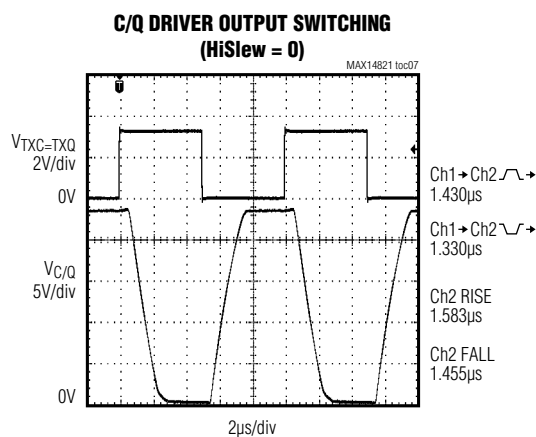 C/Q DRIVER OUTPUT SWITCHING
(HiSlew = 0)
MAX14821 toc07
T
VTXC=TXQ
2V/div
0V
VC/Q
5V/div
0V
Ch1→Ch2
1.430µs
Ch1→Ch2
1.330µs
Ch2 RISE
1.583µs
Ch2 FALL
1.455µs
2µs/div